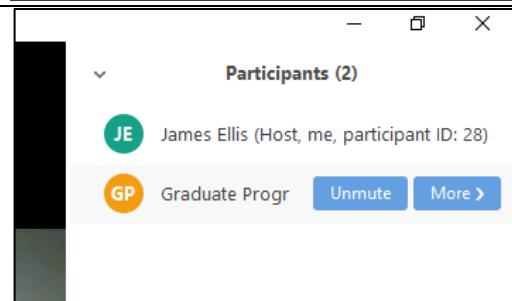 Participants (2)
JE James Ellis (Host, me, participant ID: 28)
GP Graduate Progr Unmute More